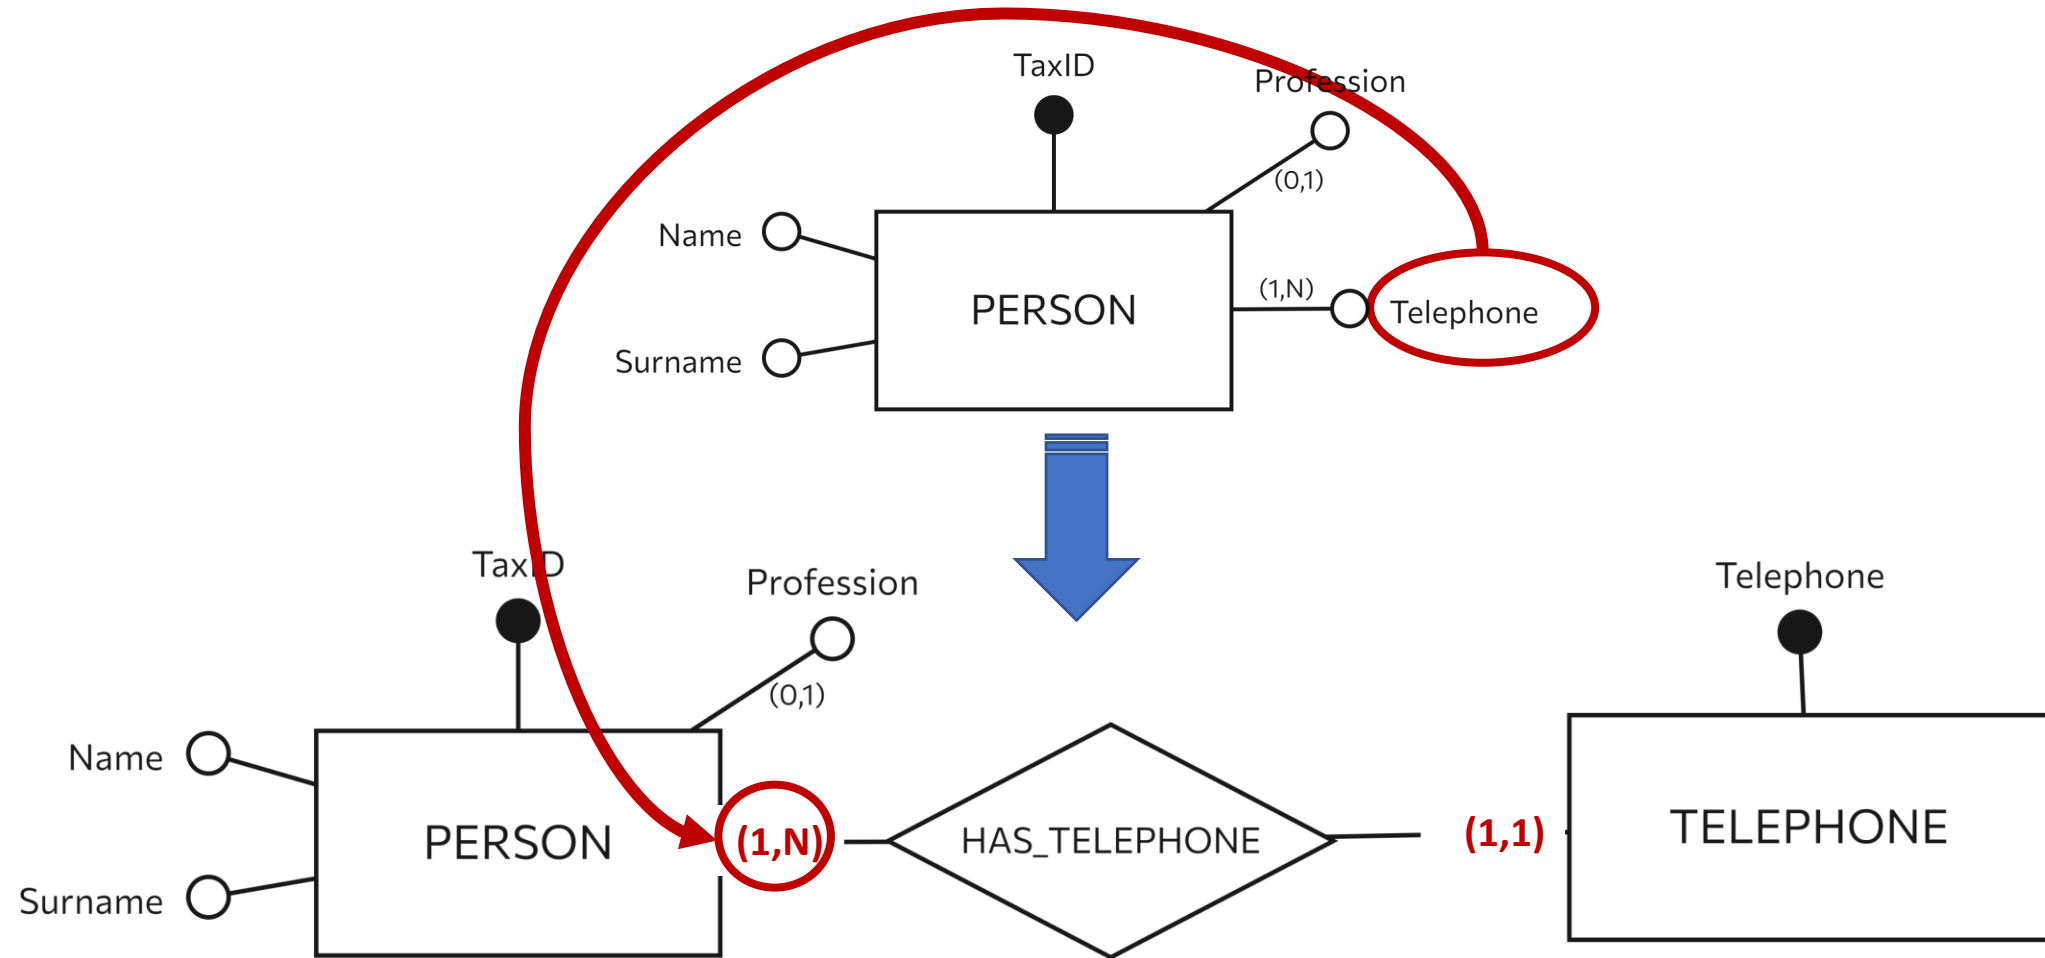 TaxID
Profession
(0,1)
Name
PERSON
(1,N)
Telephone
Surname
TaxID
Profession
(0,1)
Telephone
Name
PERSON
(1,N)
HAS_TELEPHONE
(1,1)
TELEPHONE
Surname